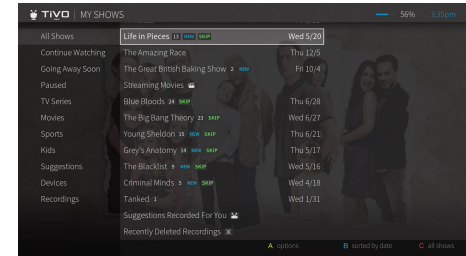 TiVo MY SHOWS 56% 3:35pm
All Shows
Continue Watching
Going Away Soon
Paused
TV Series
Movies
Sports
Kids
Suggestions
Devices
Recordings
Life in Pieces 13 NEW SKIP Wed 5/20
The Amazing Race Thu 12/5
The Great British Baking Show 2 NEW Fri 10/4
Streaming Movies
Blue Bloods 24 SKIP Thu 6/28
The Big Bang Theory 23 SKIP Wed 6/27
Young Sheldon 15 NEW SKIP Thu 6/21
Grey's Anatomy 14 NEW SKIP Thu 5/17
The Blacklist 9 NEW SKIP Wed 5/16
Criminal Minds 5 NEW SKIP Wed 4/18
Tanked Wed 1/31
Suggestions Recorded For You
Recently Deleted Recordings X
A options B sorted by date C all shows